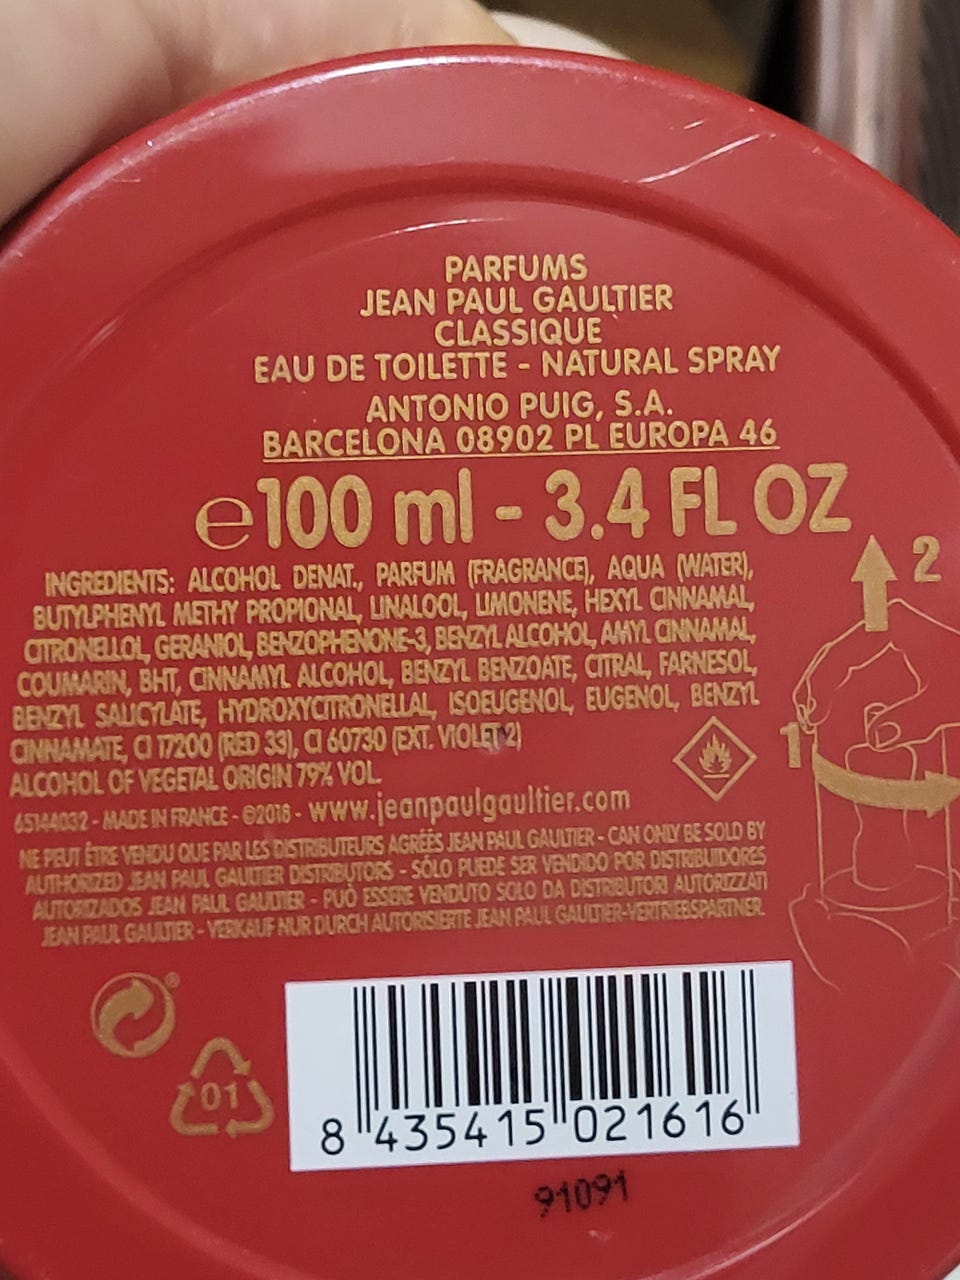 PARFUMS
JEAN PAUL GAULTIER
CLASSIQUE
EAU DE TOILETTE - NATURAL SPRAY
ANTONIO PUIG, S.A.
BARCELONA 08902 PL EUROPA 46
e100 ml - 3.4 FL OZ
INGREDIENTS: ALCOHOL DENAT., PARFUM (FRAGRANCE), AQUA (WATER),
BUTYLPHENYL METHY PROPIONAL, LINALOOL, LIMONENE, HEXYL CINNAMAL,
CITRONELLOL, GERANIOL, BENZOPHENONE-3, BENZYL ALCOHOL, AMYL CINNAMAL,
COUMARIN, BHT, CINNAMYL ALCOHOL, BENZYL BENZOATE, CITRAL, FARNESOL,
BENZYL SALICYLATE, HYDROXYCITRONELLAL, ISOEUGENOL, EUGENOL, BENZYL
CINNAMATE, CI 17200 (RED 33), CI 60730 (EXT. VIOLET 2)
ALCOHOL OF VEGETAL ORIGIN 79% VOL.
65144032 - MADE IN FRANCE - ©2018 - www.jeanpaulgaultier.com
NE PEUT ÊTRE VENDU QUE PAR LES DISTRIBUTEURS AGRÉÉS JEAN PAUL GAULTIER - CAN ONLY BE SOLD BY
AUTHORIZED JEAN PAUL GAULTIER DISTRIBUTORS - SÓLO PUEDE SER VENDIDO POR DISTRIBUIDORES
AUTORIZADOS JEAN PAUL GAULTIER - PUÒ ESSERE VENDUTO SOLO DA DISTRIBUTORI AUTORIZZATI
JEAN PAUL GAULTIER - VERKAUF NUR DURCH AUTORISIERTE JEAN PAUL GAULTIER-VERTRIEBSPARTNER.
2
1
®
01
8 435415 021616
91091